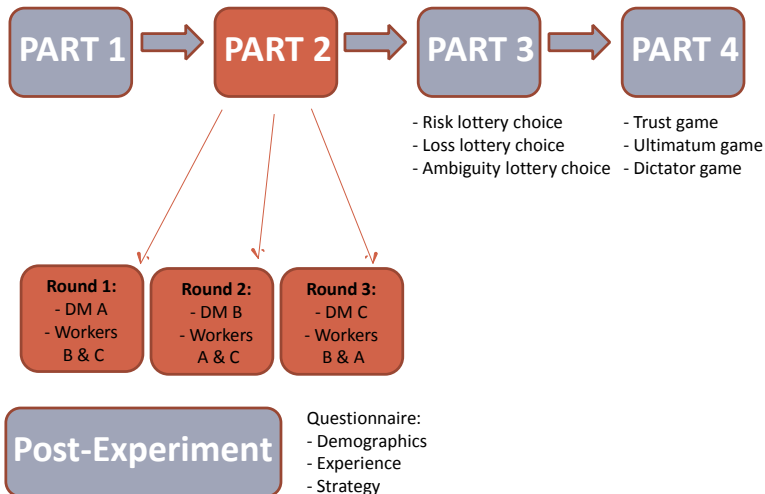 PART 1
PART 2
PART 3
PART 4
- Risk lottery choice
- Loss lottery choice
- Ambiguity lottery choice
- Trust game
- Ultimatum game
- Dictator game
Round 1:
- DM A
- Workers
B & C
Round 2:
- DM B
- Workers
A & C
Round 3:
- DM C
- Workers
B & A
Post-Experiment
Questionnaire:
- Demographics
- Experience
- Strategy